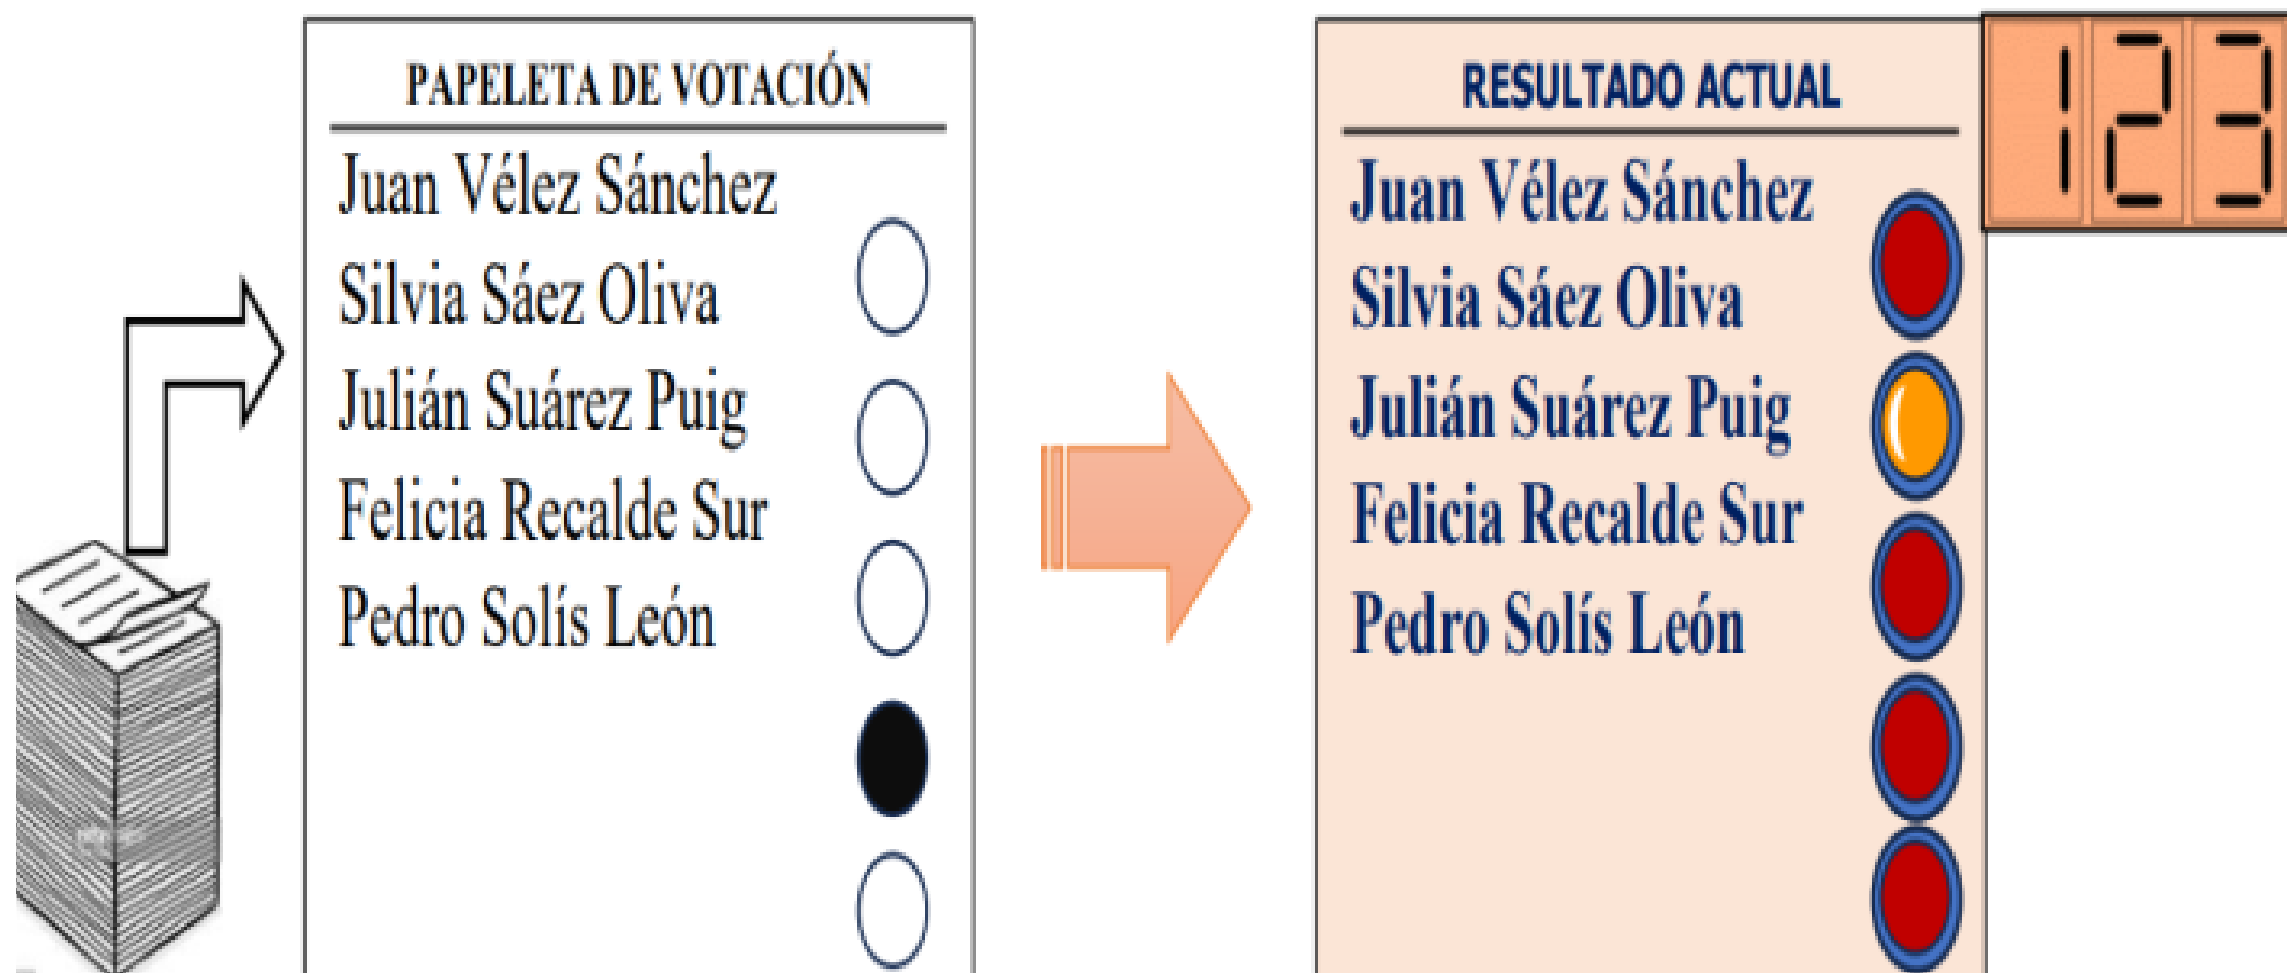 PAPELETA DE VOTACIÓN
Juan Vélez Sánchez
Silvia Sáez Oliva
Julián Suárez Puig
Felicia Recalde Sur
Pedro Solís León
RESULTADO ACTUAL
123
Juan Vélez Sánchez
Silvia Sáez Oliva
Julián Suárez Puig
Felicia Recalde Sur
Pedro Solís León